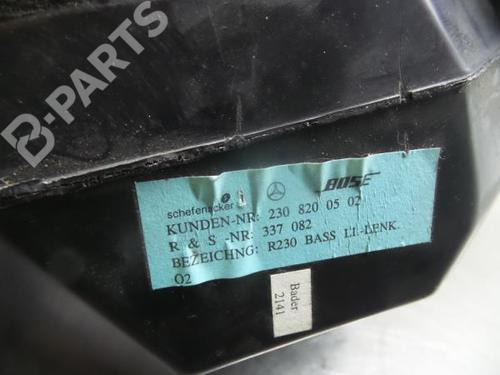 B-PARTS
schefenacker BOSE
KUNDEN-NR: 230 820 05 02
R & S -NR: 337 082
BEZEICHNG: R230 BASS LI-LENK.
02
Bader
2141